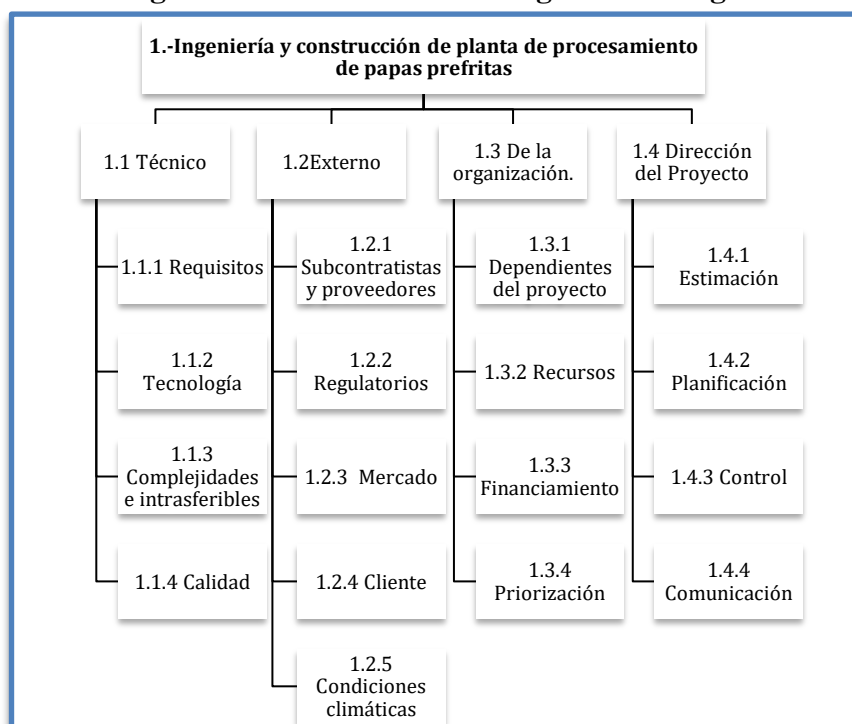 1.-Ingeniería y construcción de planta de procesamiento
de papas prefritas
1.1 Técnico
1.2Externo
1.3 De la
organización.
1.4 Dirección
del Proyecto
1.1.1 Requisitos
1.2.1
Subcontratistas
y proveedores
1.3.1
Dependientes
del proyecto
1.4.1
Estimación
1.1.2
Tecnología
1.2.2
Regulatorios
1.3.2 Recursos
1.4.2
Planificación
1.1.3
Complejidades
e intrasferibles
1.2.3 Mercado
1.3.3
Financiamiento
1.4.3 Control
1.1.4 Calidad
1.2.4 Cliente
1.3.4
Priorización
1.4.4
Comunicación
1.2.5
Condiciones
climáticas